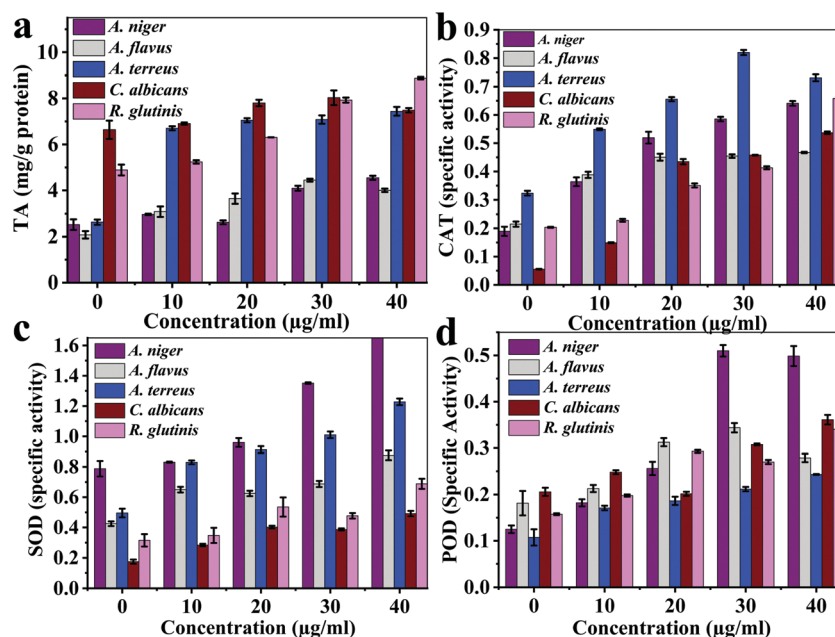 a
A. niger
A. flavus
A. terreus
C. albicans
R. glutinis
TA (mg/g protein)
10
8
6
4
2
0
0 10 20 30 40
Concentration (µg/ml)
b
A. niger
A. flavus
A. terreus
C. albicans
R. glutinis
CAT (specific activity)
0.9
0.8
0.7
0.6
0.5
0.4
0.3
0.2
0.1
0.0
0 10 20 30 40
Concentration (µg/ml)
c
A. niger
A. flavus
A. terreus
C. albicans
R. glutinis
SOD (specific activity)
1.6
1.4
1.2
1.0
0.8
0.6
0.4
0.2
0.0
0 10 20 30 40
Concentration (µg/ml)
d
A. niger
A. flavus
A. terreus
C. albicans
R. glutinis
POD (Specific Activity)
0.5
0.4
0.3
0.2
0.1
0.0
0 10 20 30 40
Concentration (µg/ml)